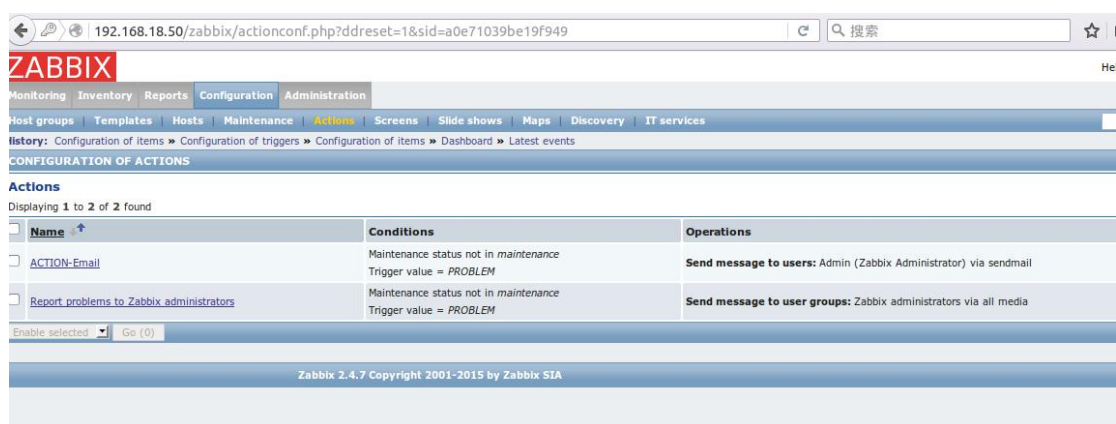 192.168.18.50/zabbix/actionconf.php?ddreset=1&sid=a0e71039be19f949 搜索
ZABBIX
He
Monitoring Inventory Reports Configuration Administration
Host groups | Templates | Hosts | Maintenance | Actions | Screens | Slide shows | Maps | Discovery | IT services
History: Configuration of items » Configuration of triggers » Configuration of items » Dashboard » Latest events
CONFIGURATION OF ACTIONS
Actions
Displaying 1 to 2 of 2 found
Name Conditions Operations
ACTION-Email Maintenance status not in maintenance Send message to users: Admin (Zabbix Administrator) via sendmail
Trigger value = PROBLEM
Report problems to Zabbix administrators Maintenance status not in maintenance Send message to user groups: Zabbix administrators via all media
Trigger value = PROBLEM
Enable selected Go (0)
Zabbix 2.4.7 Copyright 2001-2015 by Zabbix SIA